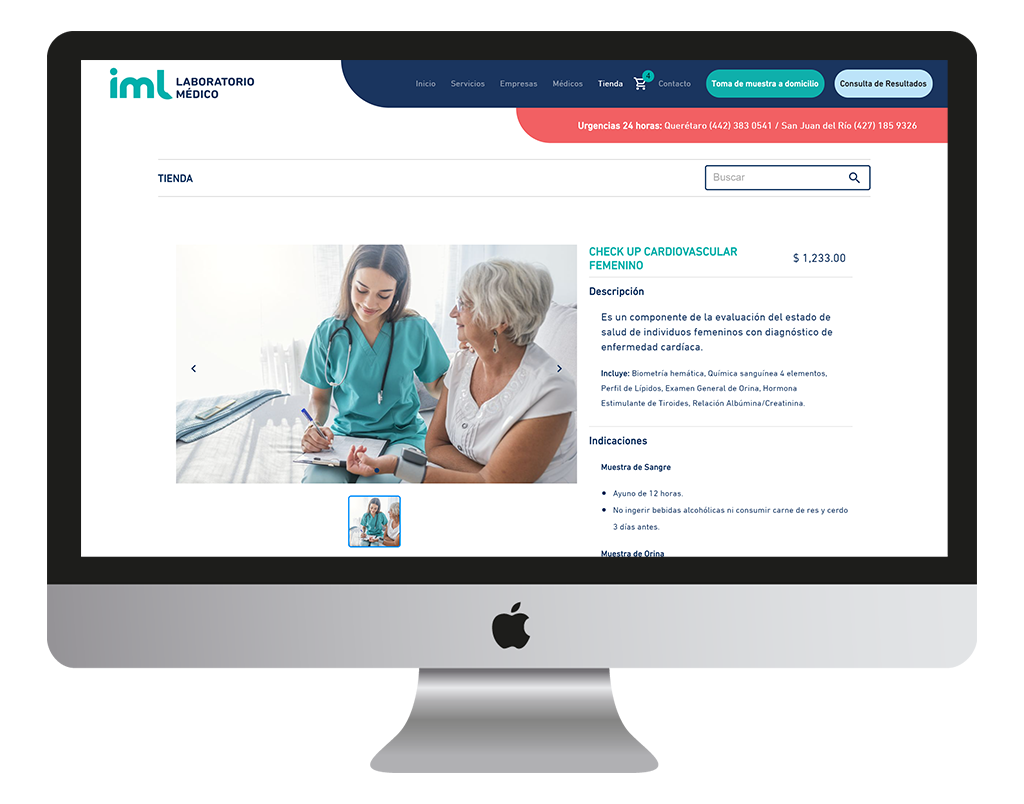 iml LABORATORIO
MÉDICO
Inicio Servicios Empresas Médicos Tienda 4 Contacto Toma de muestra a domicilio Consulta de Resultados
Urgencias 24 horas: Querétaro (442) 383 0541 / San Juan del Río (427) 185 9326
TIENDA
Buscar
CHECK UP CARDIOVASCULAR
FEMENINO
$ 1,233.00
Descripción
Es un componente de la evaluación del estado de
salud de individuos femeninos con diagnóstico de
enfermedad cardíaca.
Incluye: Biometría hemática, Química sanguínea 4 elementos,
Perfil de Lípidos, Examen General de Orina, Hormona
Estimulante de Tiroides, Relación Albúmina/Creatinina.
Indicaciones
Muestra de Sangre
Ayuno de 12 horas.
No ingerir bebidas alcohólicas ni consumir carne de res y cerdo
3 días antes.
Muestra de Orina